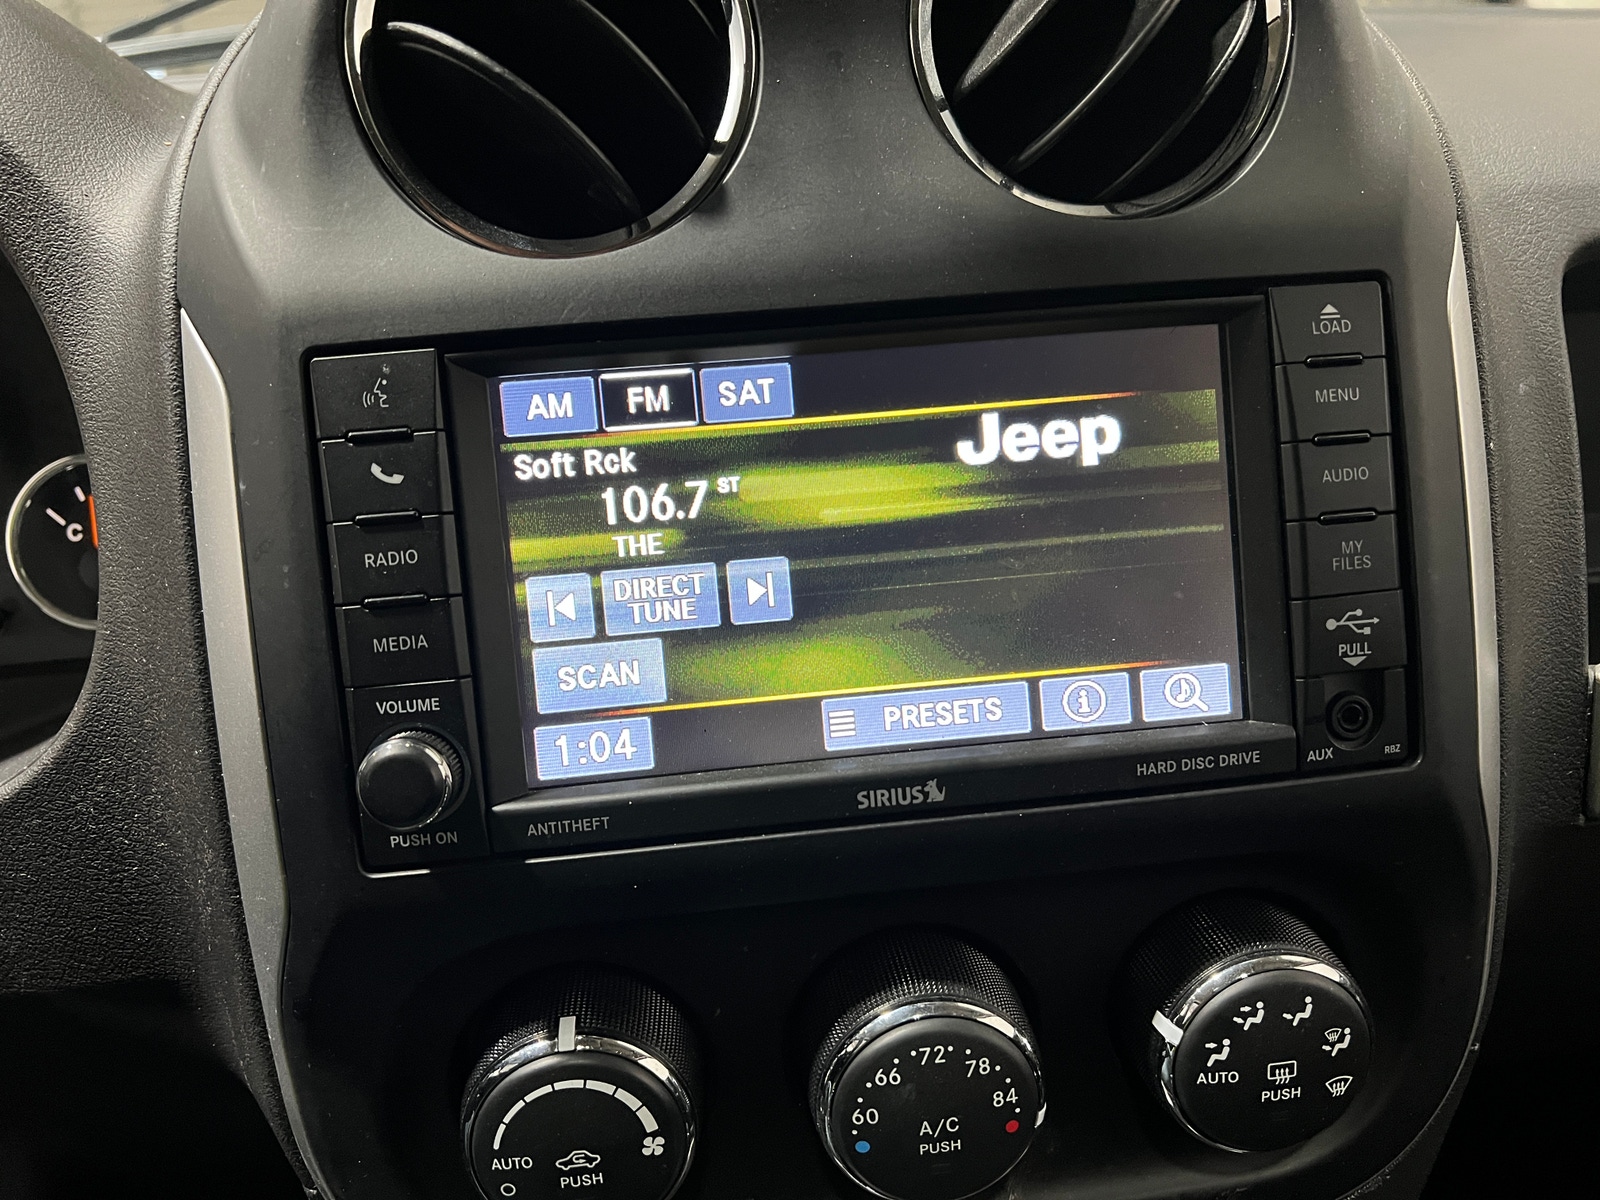 LOAD
MENU
AUDIO
MY
FILES
PULL
AUX
RBZ
RADIO
MEDIA
VOLUME
PUSH ON
AM
FM
SAT
Jeep
Soft Rck
106.7 ST
THE
DIRECT
TUNE
SCAN
1:04
PRESETS
ANTITHEFT
SIRIUS
HARD DISC DRIVE
C
AUTO
PUSH
60
66
72
78
84
A/C
PUSH
AUTO
PUSH